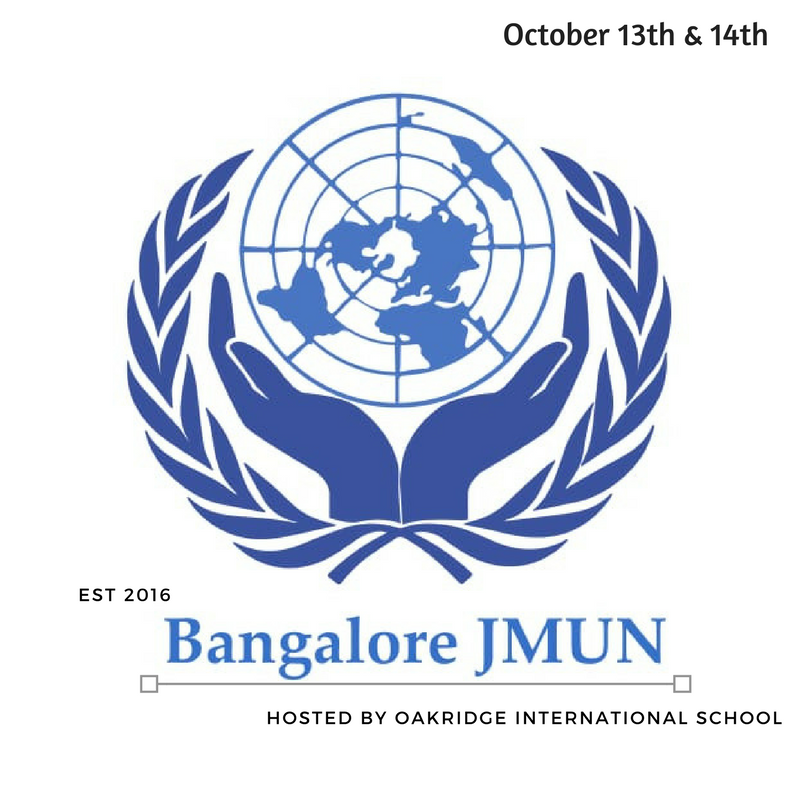 October 13th & 14th
EST 2016
Bangalore JMUN
HOSTED BY OAKRIDGE INTERNATIONAL SCHOOL